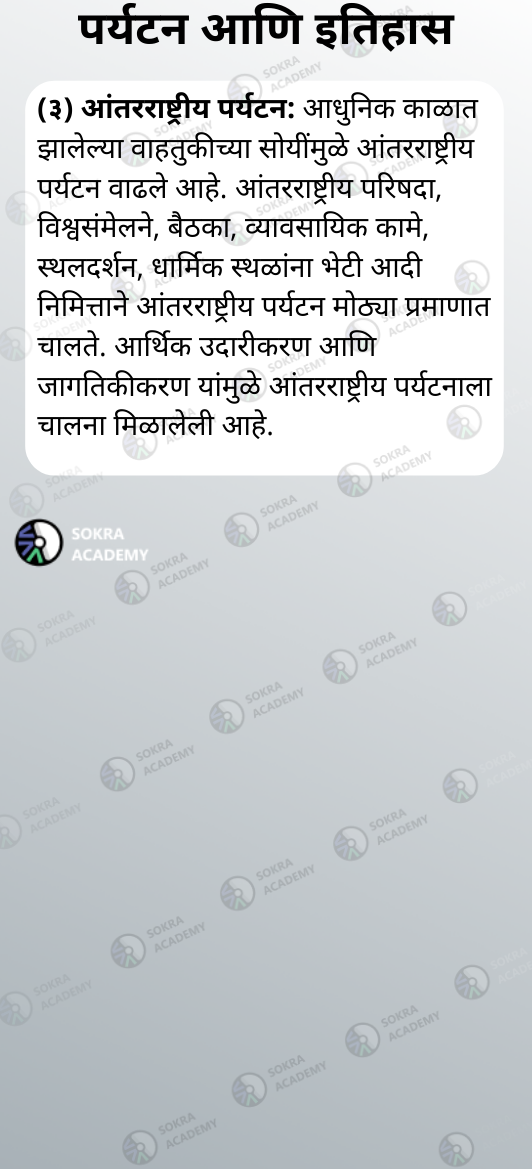 पर्यटन आणि इतिहास
(३) आंतरराष्ट्रीय पर्यटन: आधुनिक काळात
झालेल्या वाहतुकीच्या सोयींमुळे आंतरराष्ट्रीय
पर्यटन वाढले आहे. आंतरराष्ट्रीय परिषदा,
विश्वसंमेलने, बैठका, व्यावसायिक कामे,
स्थलदर्शन, धार्मिक स्थळांना भेटी आदी
निमित्ताने आंतरराष्ट्रीय पर्यटन मोठ्या प्रमाणात
चालते. आर्थिक उदारीकरण आणि
जागतिकीकरण यांमुळे आंतरराष्ट्रीय पर्यटनाला
चालना मिळालेली आहे.
SOKRA
ACADEMY